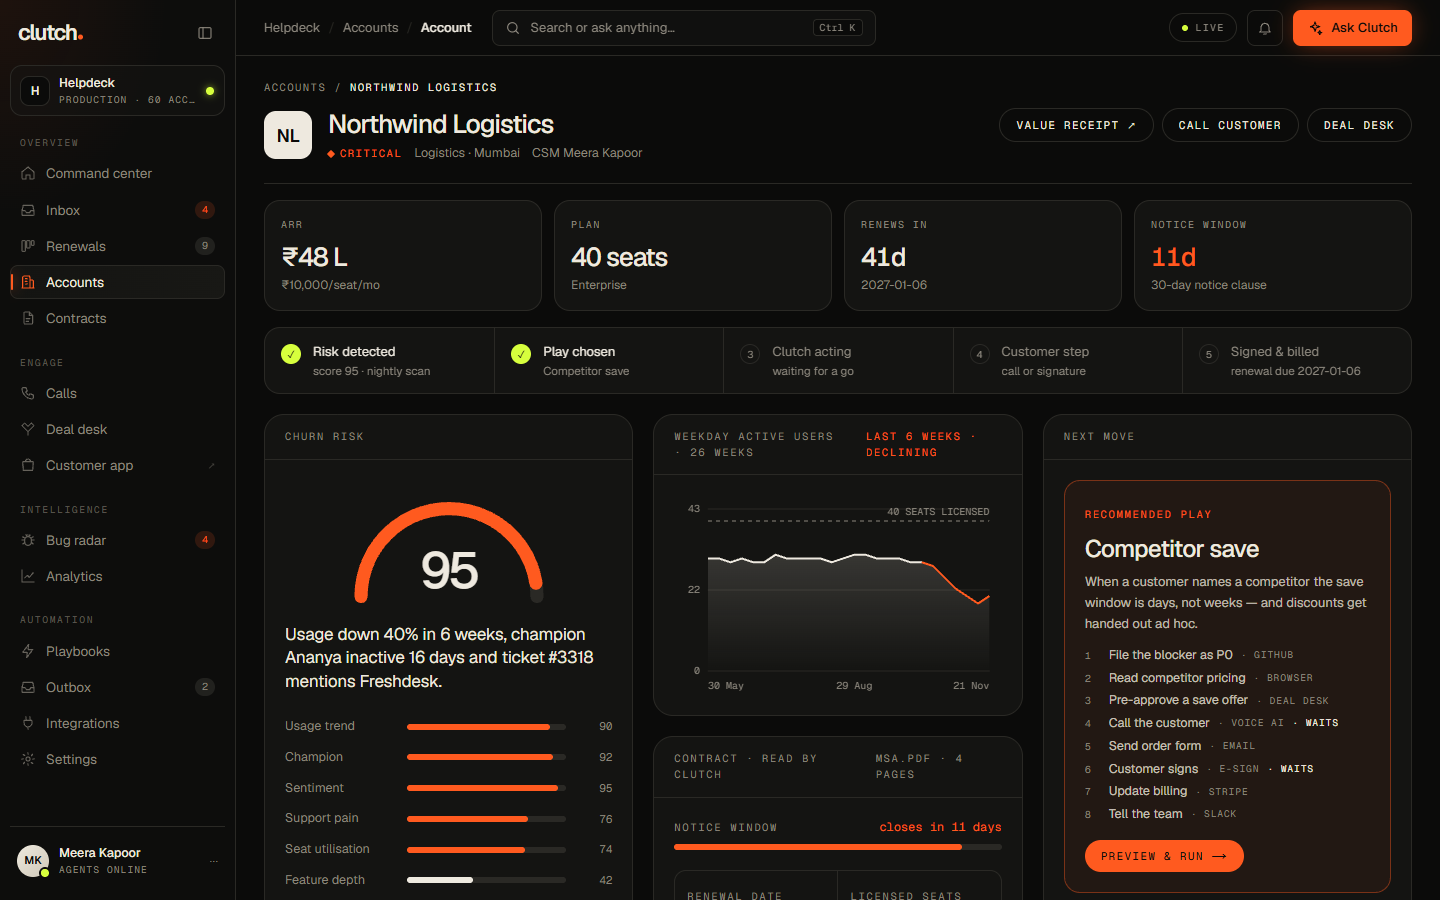 clutch.
Helpdeck / Accounts / Account
Search or ask anything...
Ctrl K
LIVE
Ask Clutch
H
Helpdeck
PRODUCTION · 60 ACC…
OVERVIEW
Command center
Inbox 4
Renewals 9
Accounts
Contracts
ENGAGE
Calls
Deal desk
Customer app
INTELLIGENCE
Bug radar 4
Analytics
AUTOMATION
Playbooks
Outbox 2
Integrations
Settings
MK
Meera Kapoor
AGENTS ONLINE
...
ACCOUNTS / NORTHWIND LOGISTICS
NL
Northwind Logistics
◆ CRITICAL Logistics · Mumbai CSM Meera Kapoor
VALUE RECEIPT ↗
CALL CUSTOMER
DEAL DESK
ARR
₹48 L
₹10,000/seat/mo
PLAN
40 seats
Enterprise
RENEWS IN
41d
2027-01-06
NOTICE WINDOW
11d
30-day notice clause
✓ Risk detected
score 95 · nightly scan
✓ Play chosen
Competitor save
3 Clutch acting
waiting for a go
4 Customer step
call or signature
5 Signed & billed
renewal due 2027-01-06
CHURN RISK
95
Usage down 40% in 6 weeks, champion
Ananya inactive 16 days and ticket #3318
mentions Freshdesk.
Usage trend 90
Champion 92
Sentiment 95
Support pain 76
Seat utilisation 74
Feature depth 42
WEEKDAY ACTIVE USERS
· 26 WEEKS
LAST 6 WEEKS ·
DECLINING
43
40 SEATS LICENSED
22
0
30 May
29 Aug
21 Nov
CONTRACT · READ BY
CLUTCH
MSA.PDF · 4
PAGES
NOTICE WINDOW
closes in 11 days
RENEWAL DATE
LICENSED SEATS
NEXT MOVE
RECOMMENDED PLAY
Competitor save
When a customer names a competitor the save
window is days, not weeks — and discounts get
handed out ad hoc.
1 File the blocker as P0 · GITHUB
2 Read competitor pricing · BROWSER
3 Pre-approve a save offer · DEAL DESK
4 Call the customer · VOICE AI · WAITS
5 Send order form · EMAIL
6 Customer signs · E-SIGN · WAITS
7 Update billing · STRIPE
8 Tell the team · SLACK
PREVIEW & RUN →